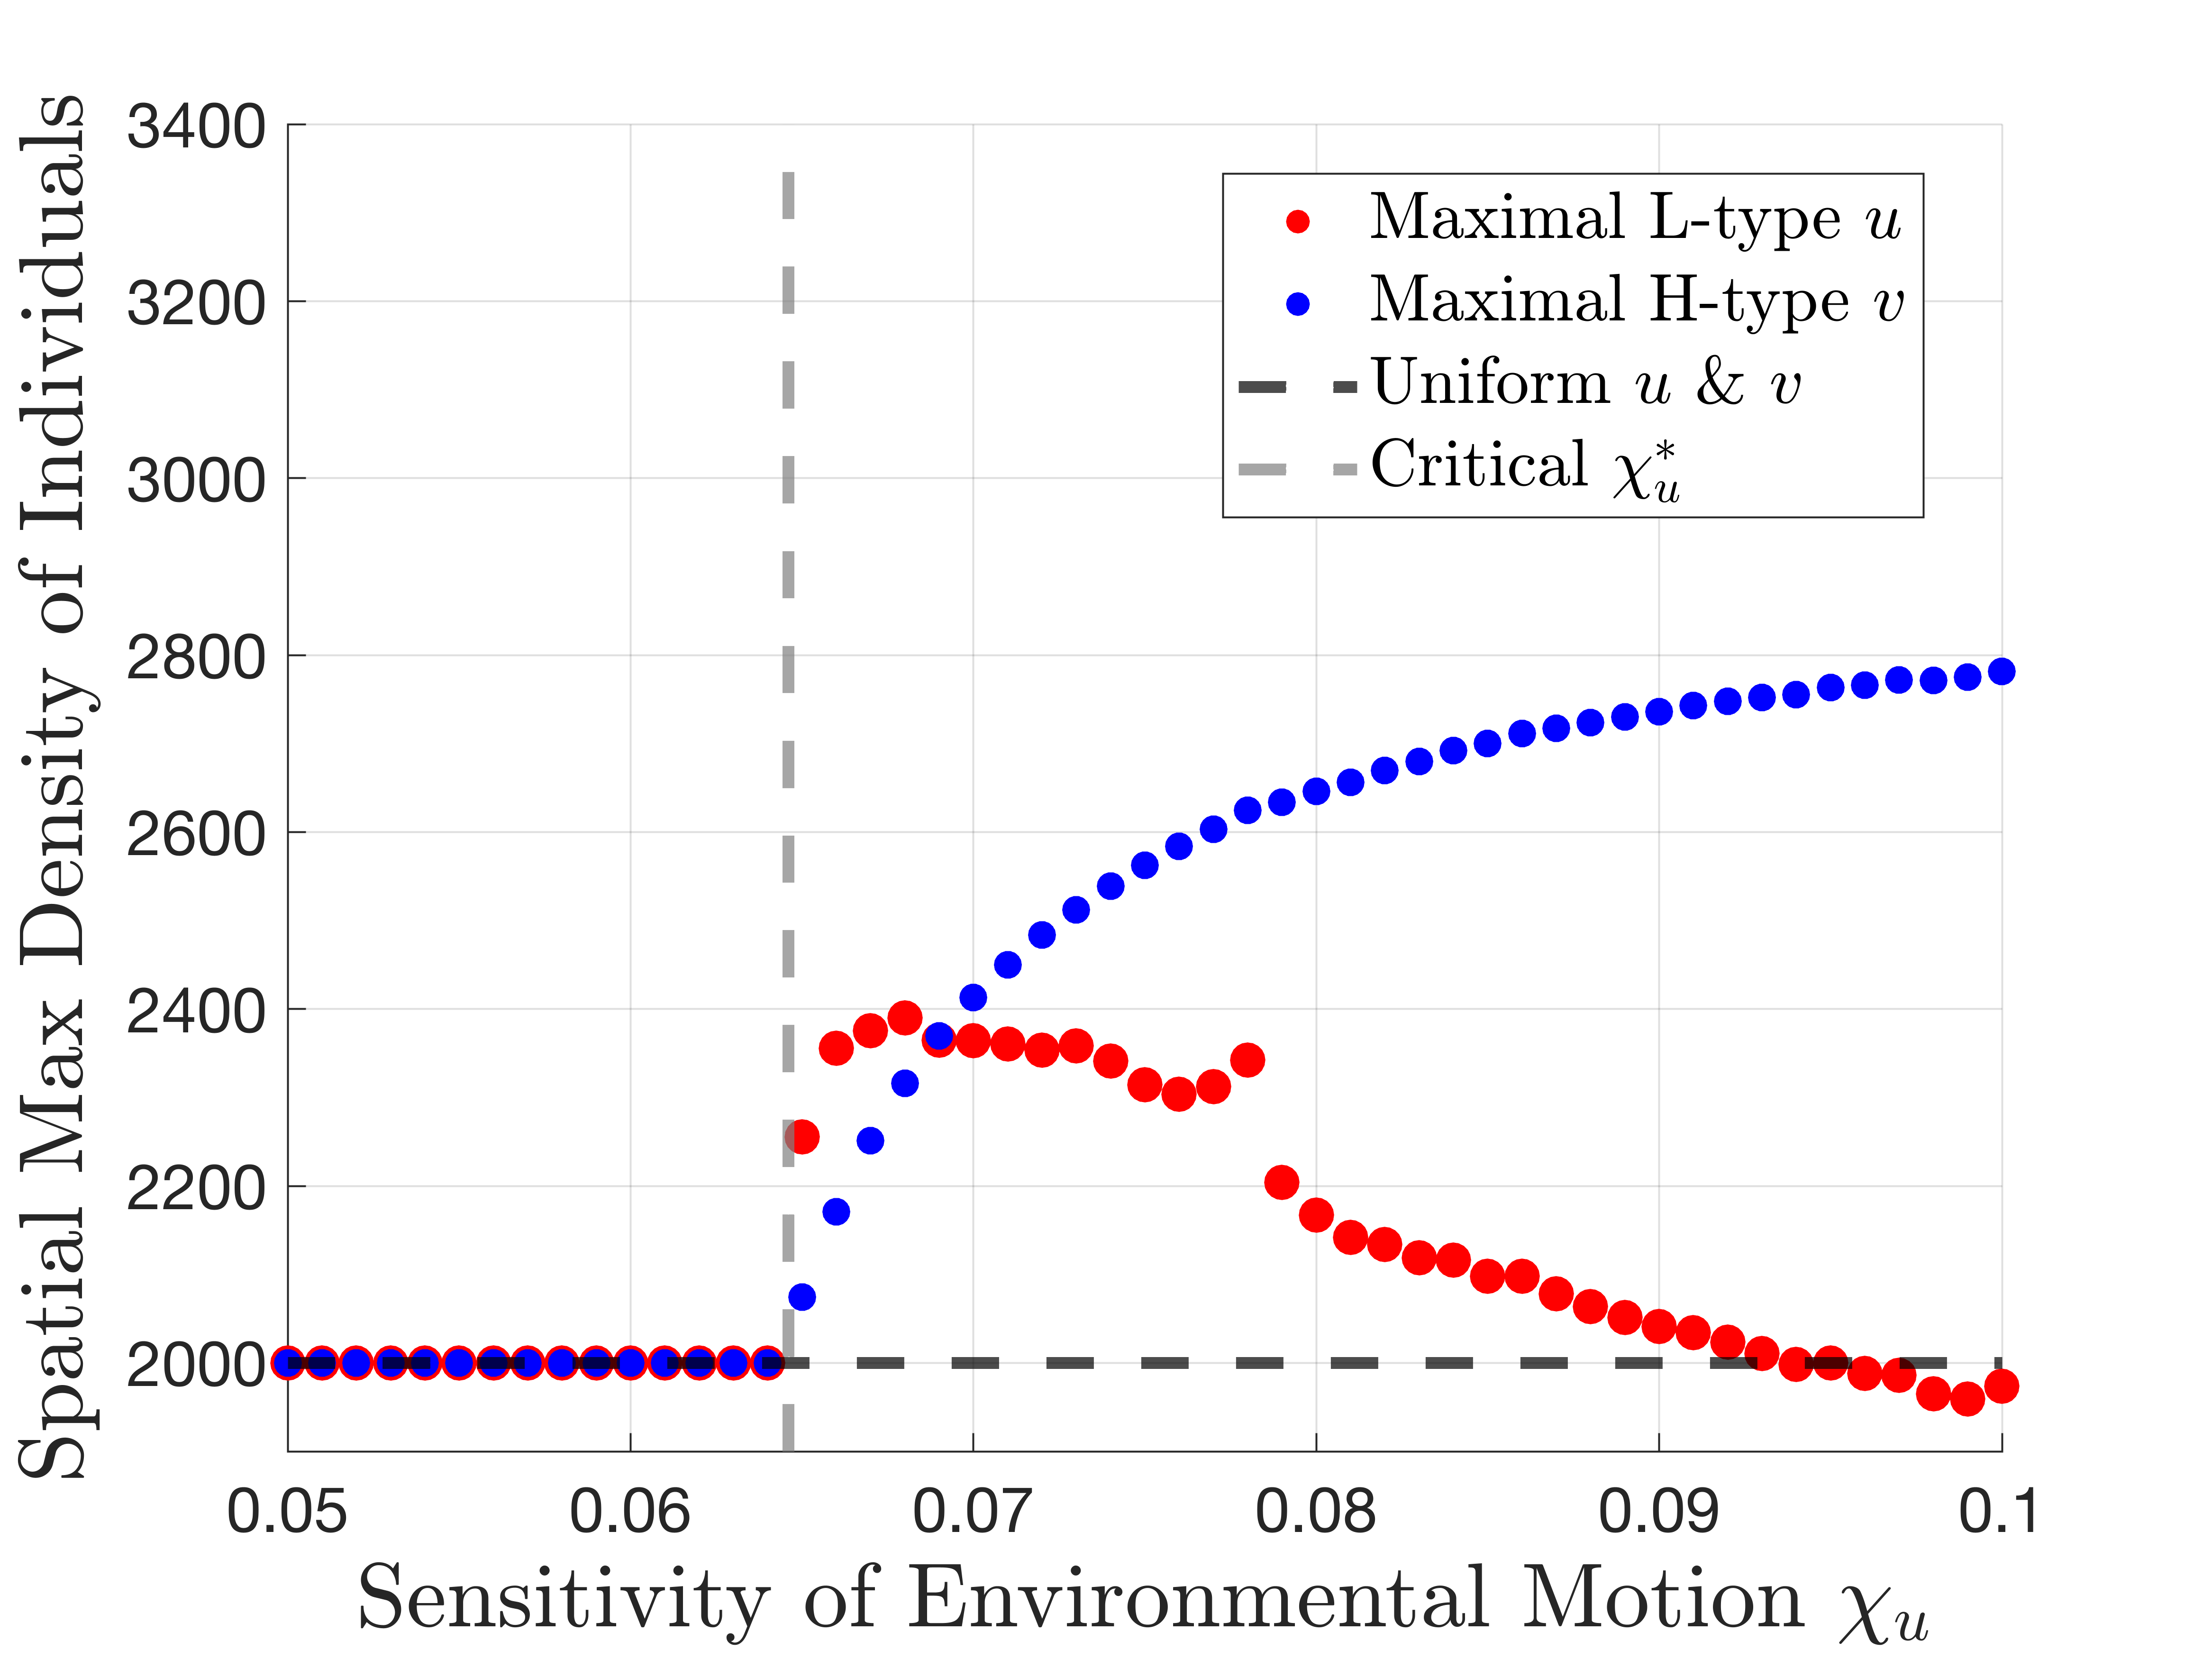 Spatial Max Density of Individuals
3400
3200
3000
2800
2600
2400
2200
2000
Maximal L-type u
Maximal H-type v
Uniform u & v
Critical χ*u
0.05 0.06 0.07 0.08 0.09 0.1
Sensitivity of Environmental Motion χu